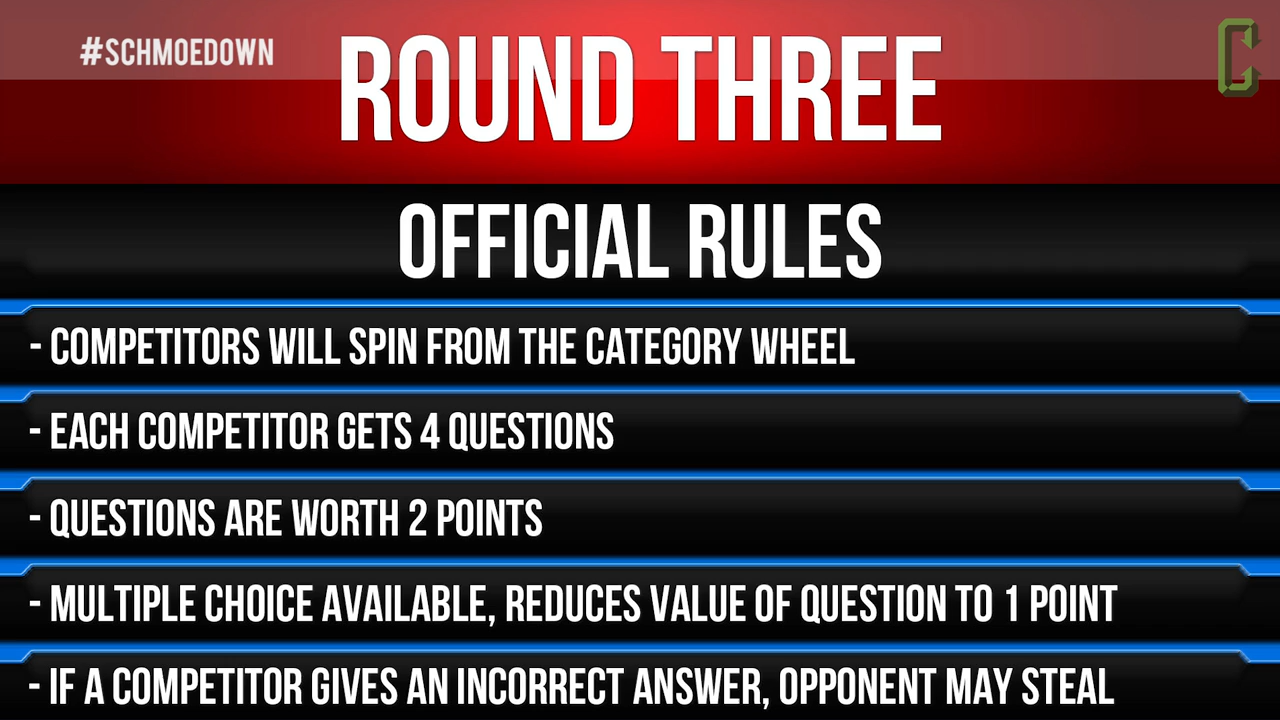 #SCHMOEDOWN
ROUND THREE
OFFICIAL RULES
- COMPETITORS WILL SPIN FROM THE CATEGORY WHEEL
- EACH COMPETITOR GETS 4 QUESTIONS
- QUESTIONS ARE WORTH 2 POINTS
- MULTIPLE CHOICE AVAILABLE, REDUCES VALUE OF QUESTION TO 1 POINT
- IF A COMPETITOR GIVES AN INCORRECT ANSWER, OPPONENT MAY STEAL